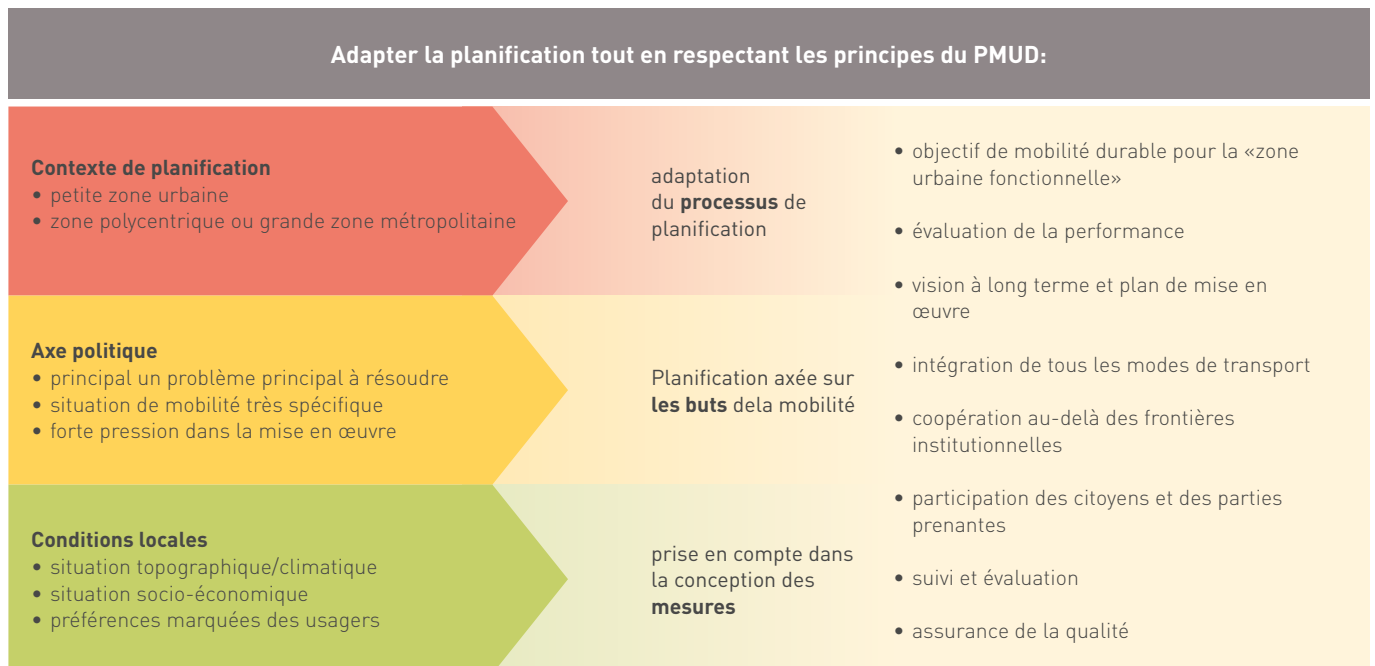 Adapter la planification tout en respectant les principes du PMUD:
Contexte de planification
• petite zone urbaine
• zone polycentrique ou grande zone métropolitaine
adaptation
du processus de
planification
Axe politique
• principal un problème principal à résoudre
• situation de mobilité très spécifique
• forte pression dans la mise en œuvre
Planification axée sur
les buts dela mobilité
Conditions locales
• situation topographique/climatique
• situation socio-économique
• préférences marquées des usagers
prise en compte dans
la conception des
mesures
• objectif de mobilité durable pour la «zone
urbaine fonctionnelle»
• évaluation de la performance
• vision à long terme et plan de mise en
œuvre
• intégration de tous les modes de transport
• coopération au-delà des frontières
institutionnelles
• participation des citoyens et des parties
prenantes
• suivi et évaluation
• assurance de la qualité